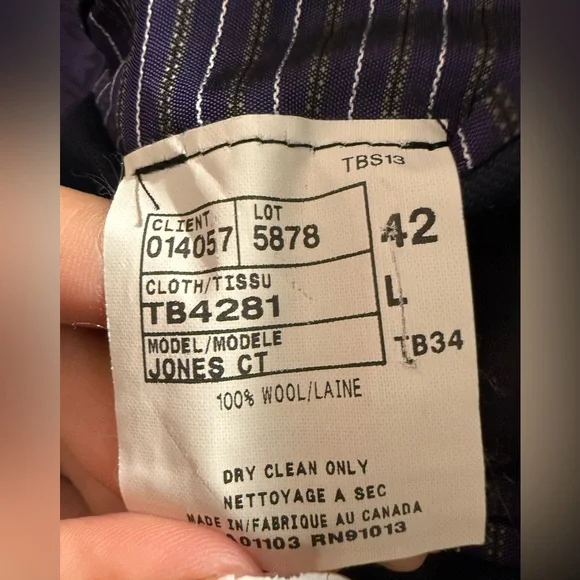 TBS13
CLIENT LOT
014057 5878 42
CLOTH/TISSU
TB4281 L
MODEL/MODELE
JONES CT TB34
100% WOOL/LAINE
DRY CLEAN ONLY
NETTOYAGE A SEC
MADE IN/FABRIQUE AU CANADA
01103 RN91013